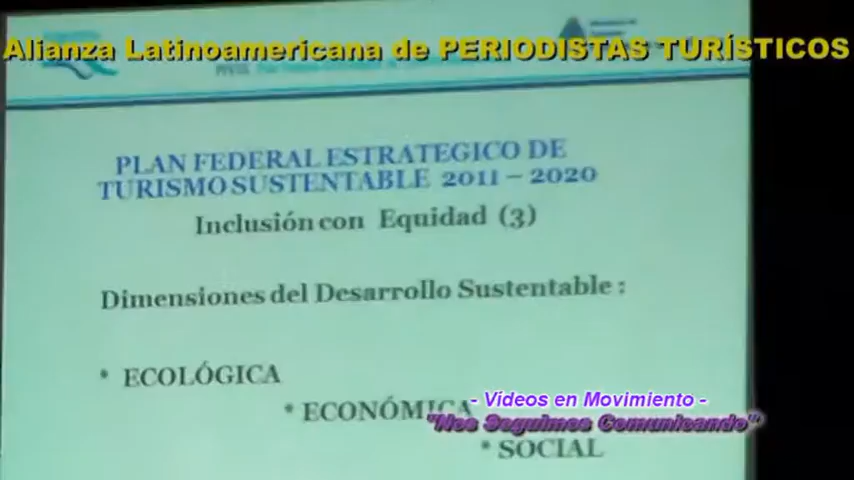 Alianza Latinoamericana de PERIODISTAS TURÍSTICOS
PLAN FEDERAL ESTRATEGICO DE
TURISMO SUSTENTABLE 2011 – 2020
Inclusión con Equidad (3)
Dimensiones del Desarrollo Sustentable :
* ECOLÓGICA
* ECONÓMICA
- Videos en Movimiento -
"Nos Seguimos Comunicando"
* SOCIAL